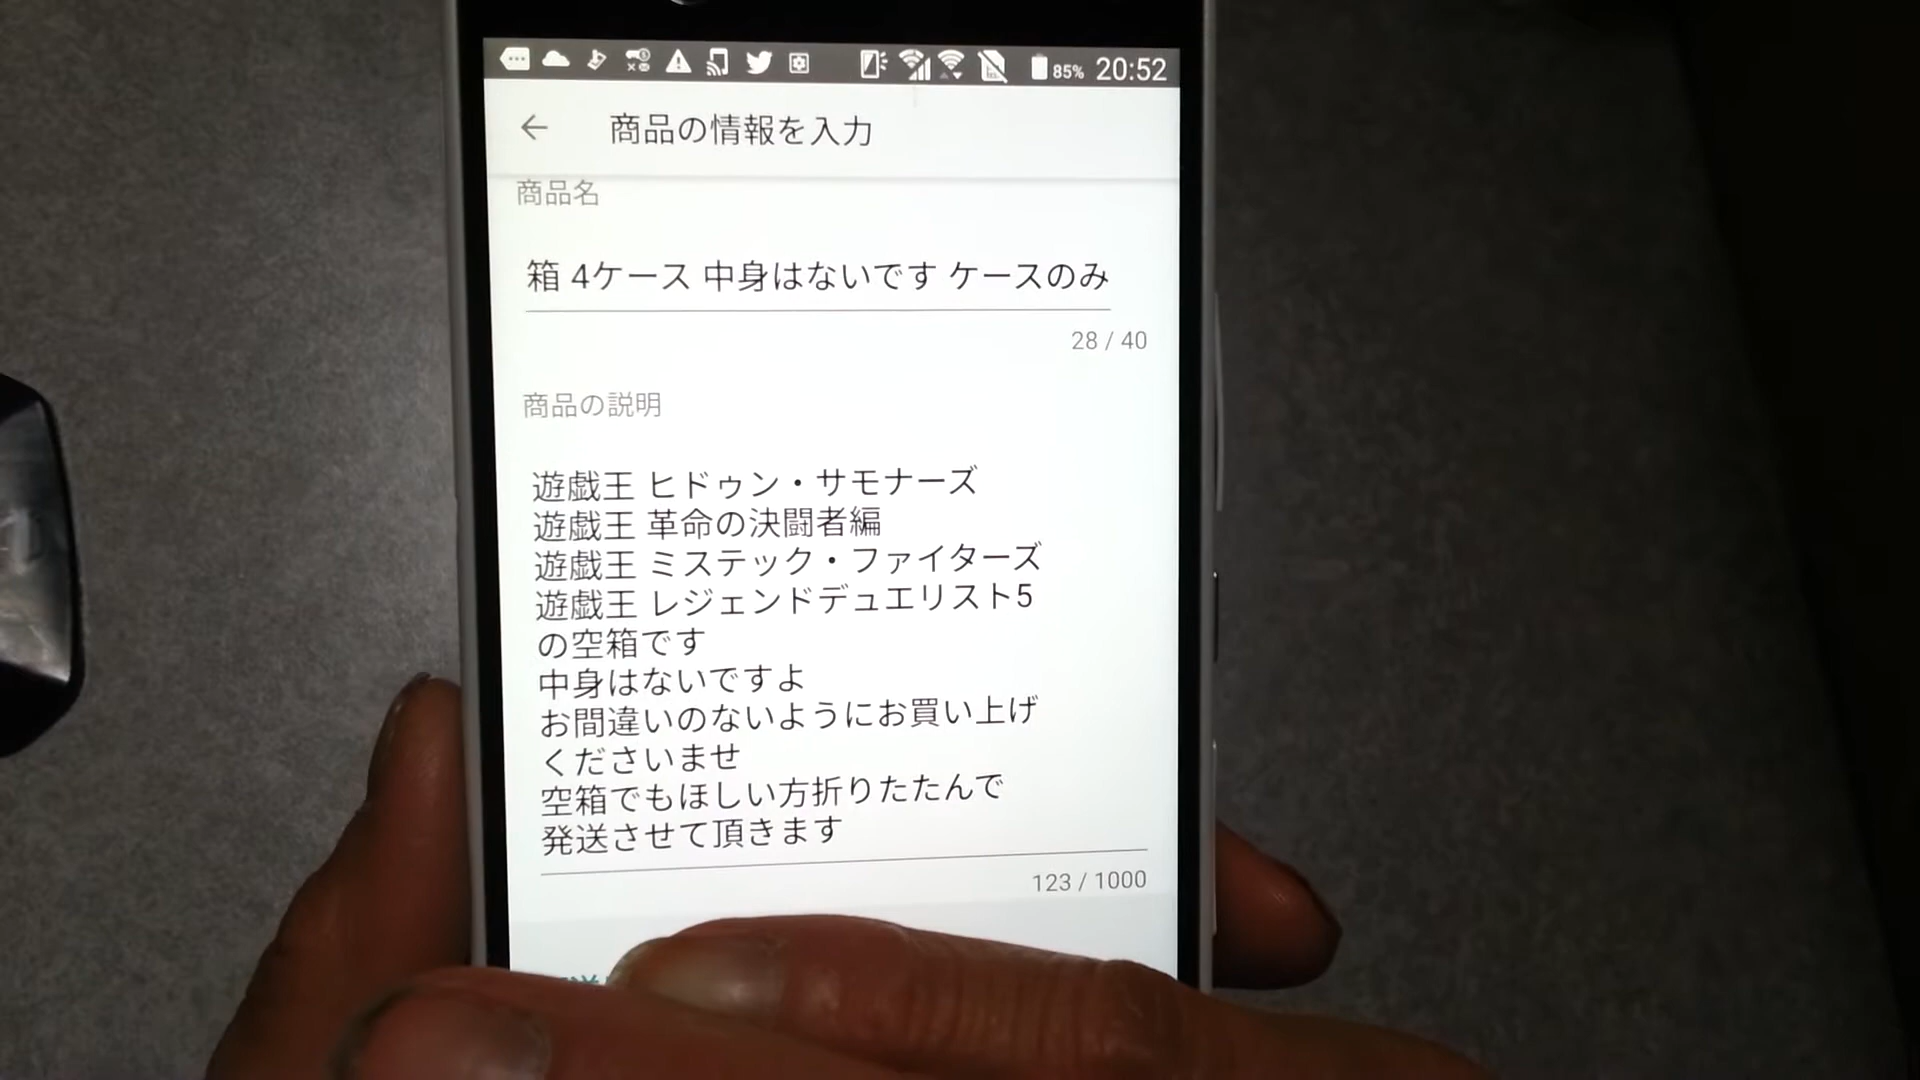 85% 20:52
商品の情報を入力
商品名
箱 4ケース 中身はないです ケースのみ
28 / 40
商品の説明
遊戯王 ヒドゥン・サモナーズ
遊戯王 革命の決闘者編
遊戯王 ミステック・ファイターズ
遊戯王 レジェンドデュエリスト5
の空箱です
中身はないですよ
お間違いのないようにお買い上げ
くださいませ
空箱でもほしい方折りたたんで
発送させて頂きます
123 / 1000